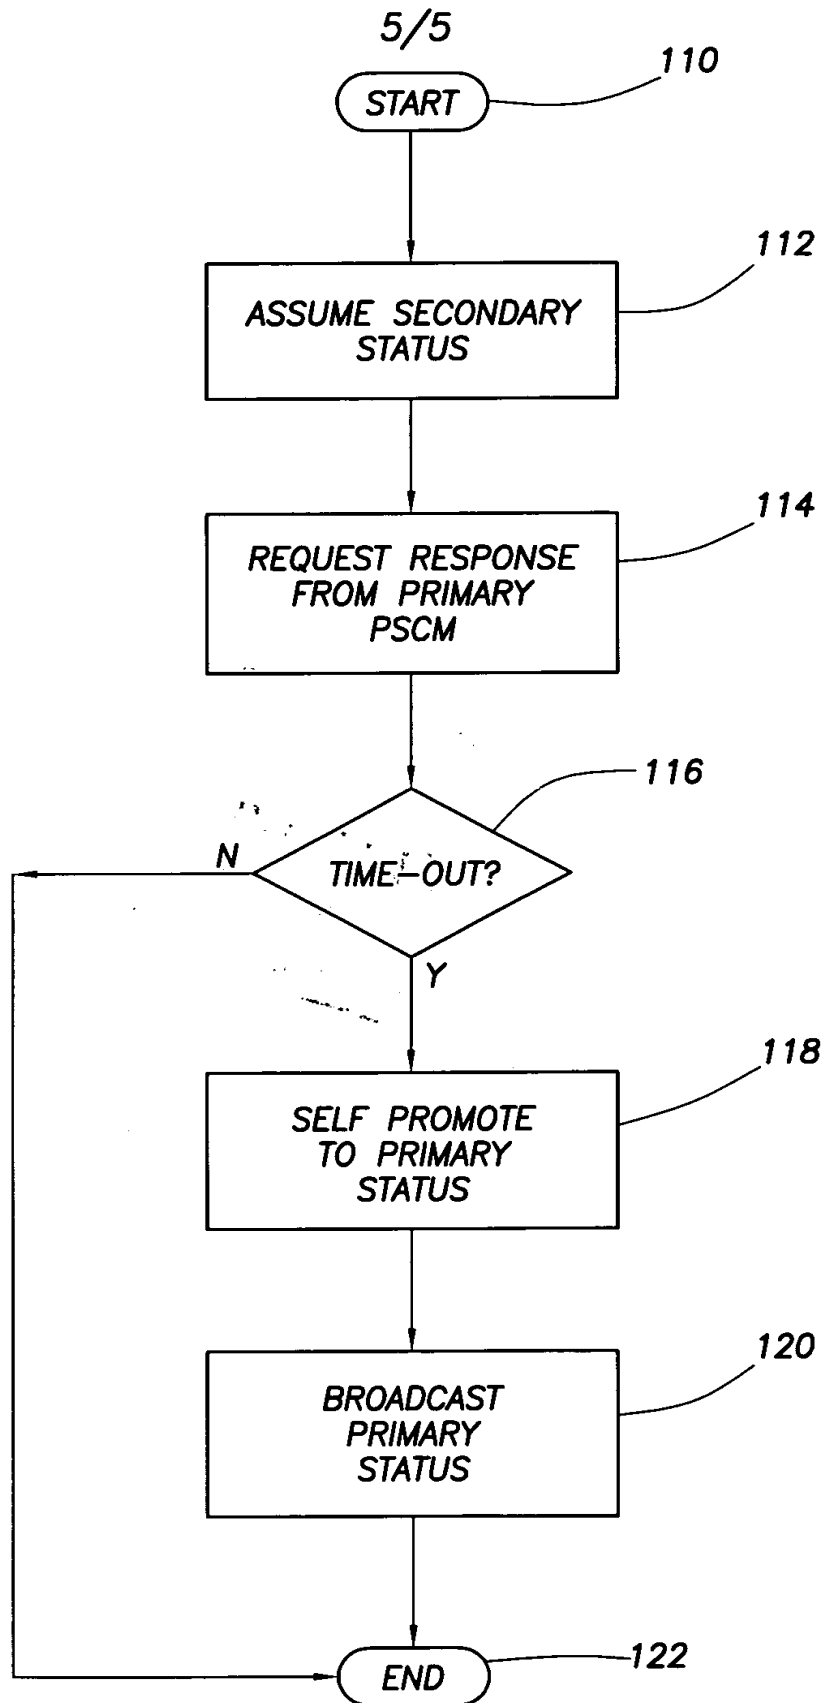 5/5
START
110
ASSUME SECONDARY
STATUS
112
REQUEST RESPONSE
FROM PRIMARY
PSCM
114
TIME-OUT?
116
N
Y
SELF PROMOTE
TO PRIMARY
STATUS
118
BROADCAST
PRIMARY
STATUS
120
END
122